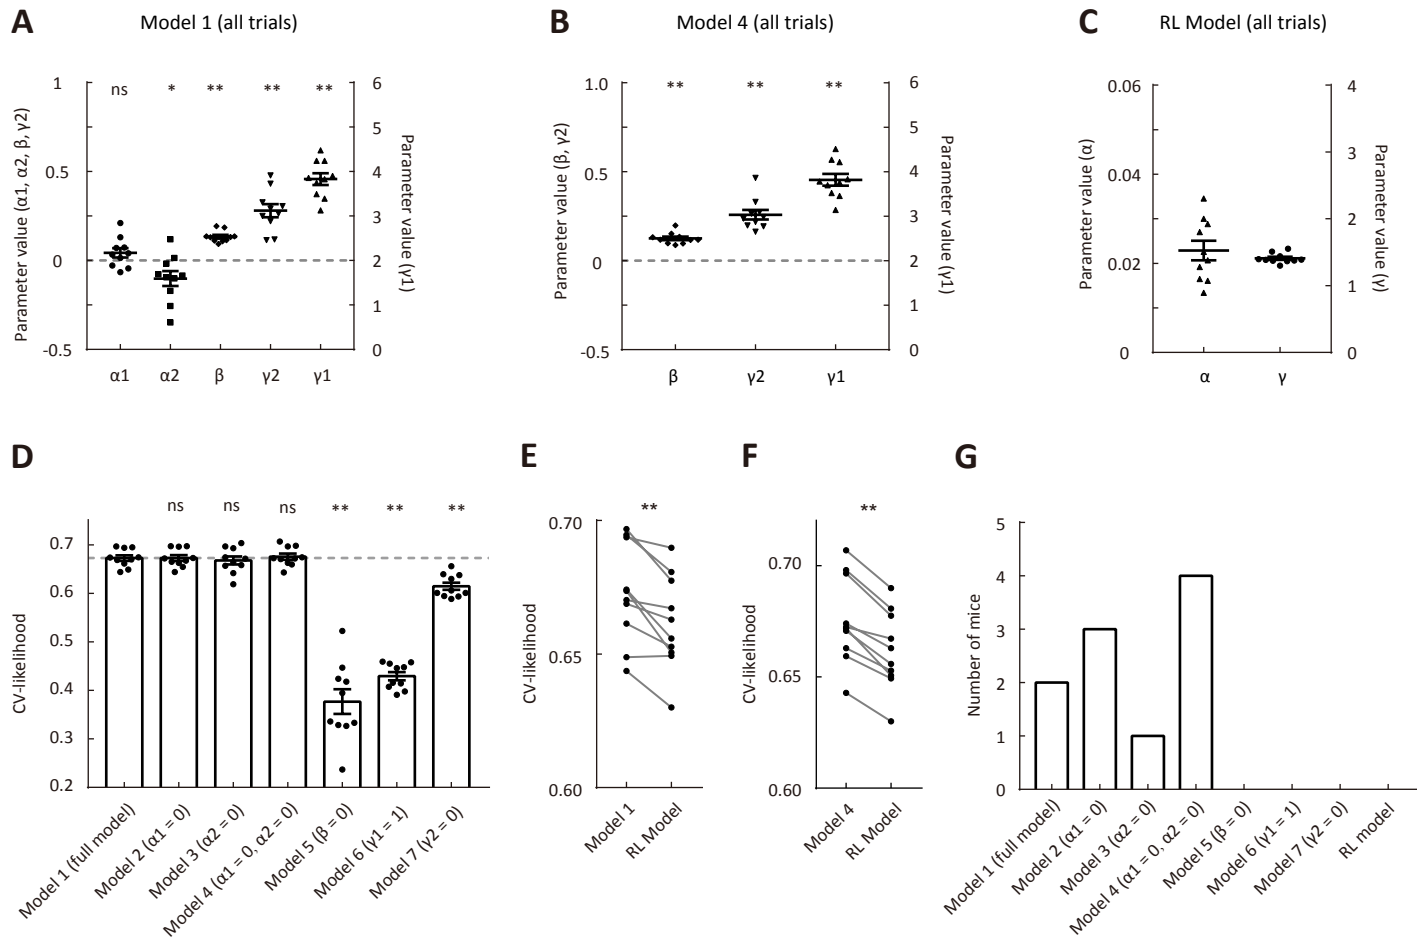 A
Model 1 (all trials)
Parameter value (α1, α2, β, γ2)
1
0.5
0
-0.5
ns
*
**
**
**
6
5
4
3
2
1
0
Parameter value (γ1)
α1
α2
β
γ2
γ1
B
Model 4 (all trials)
Parameter value (β, γ2)
1.0
0.5
0
-0.5
**
**
**
6
5
4
3
2
1
0
Parameter value (γ1)
β
γ2
γ1
C
RL Model (all trials)
Parameter value (α)
0.06
0.04
0.02
0
4
3
2
1
0
Parameter value (γ)
α
γ
D
CV-likelihood
0.7
0.6
0.5
0.4
0.3
0.2
ns
ns
ns
**
**
**
Model 1 (full model)
Model 2 (α1 = 0)
Model 3 (α2 = 0)
Model 4 (α1 = 0, α2 = 0)
Model 5 (β = 0)
Model 6 (γ1 = 1)
Model 7 (γ2 = 0)
E
CV-likelihood
0.70
0.65
0.60
**
Model 1
RL Model
F
CV-likelihood
0.70
0.65
0.60
**
Model 4
RL Model
G
Number of mice
5
4
3
2
1
0
Model 1 (full model)
Model 2 (α1 = 0)
Model 3 (α2 = 0)
Model 4 (α1 = 0, α2 = 0)
Model 5 (β = 0)
Model 6 (γ1 = 1)
Model 7 (γ2 = 0)
RL model